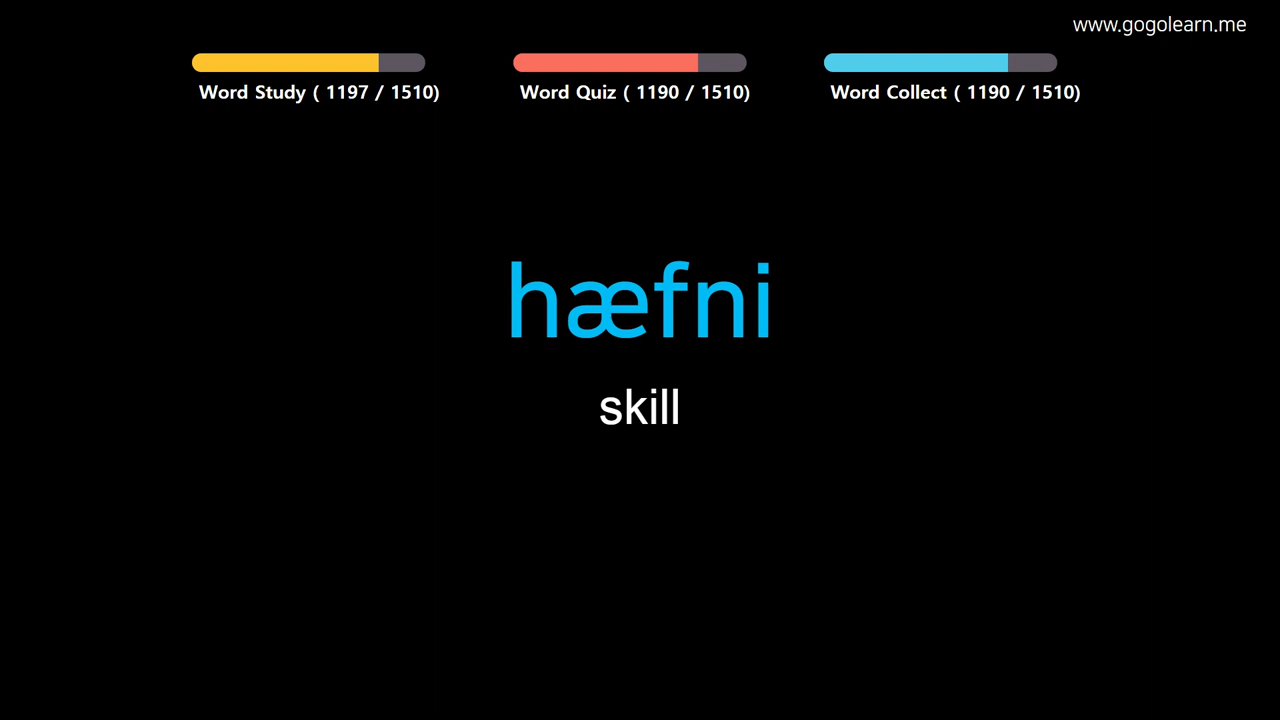 www.gogolearn.me
Word Study ( 1197 / 1510)
Word Quiz ( 1190 / 1510)
Word Collect ( 1190 / 1510)
hæfni
skill